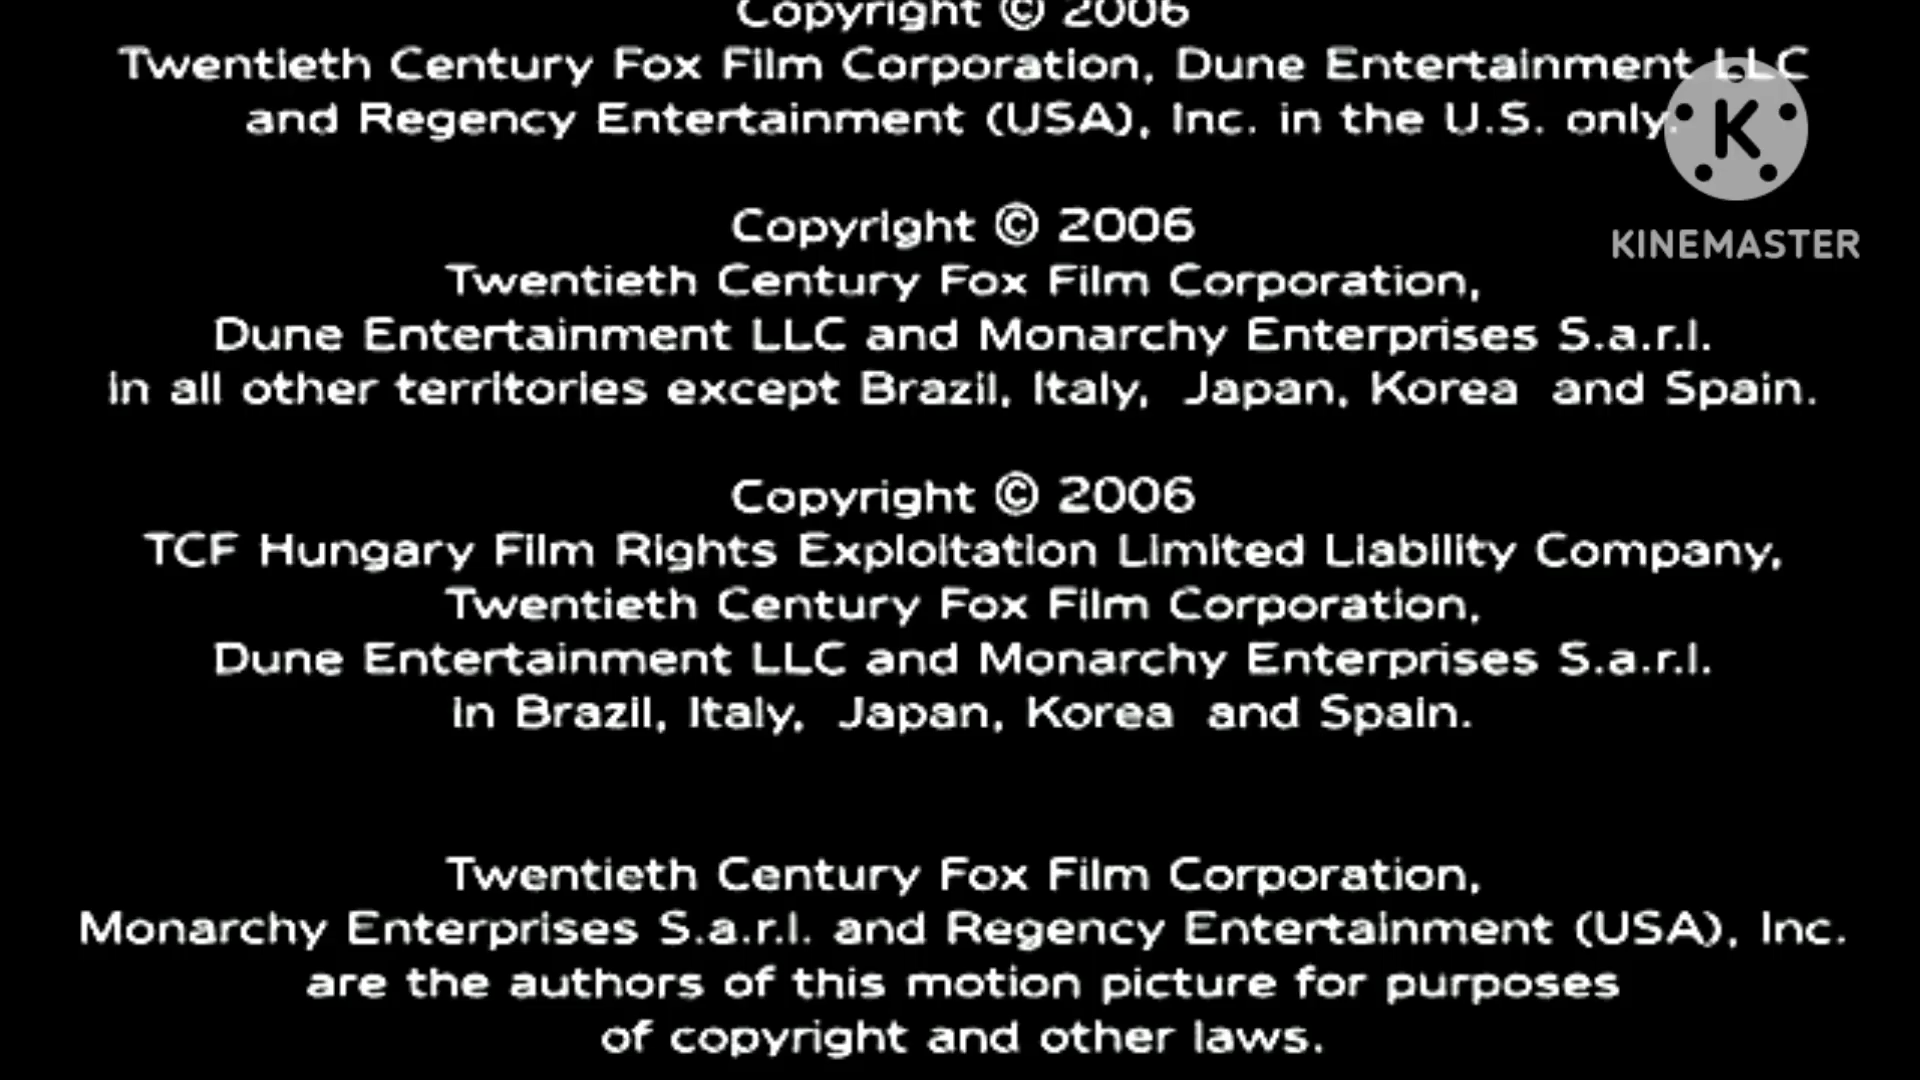 Copyright © 2006
Twentieth Century Fox Film Corporation, Dune Entertainment LLC
and Regency Entertainment (USA), Inc. in the U.S. only.
K
KINEMASTER
Copyright © 2006
Twentieth Century Fox Film Corporation,
Dune Entertainment LLC and Monarchy Enterprises S.a.r.l.
in all other territories except Brazil, Italy, Japan, Korea and Spain.
Copyright © 2006
TCF Hungary Film Rights Exploitation Limited Liability Company,
Twentieth Century Fox Film Corporation,
Dune Entertainment LLC and Monarchy Enterprises S.a.r.l.
in Brazil, Italy, Japan, Korea and Spain.
Twentieth Century Fox Film Corporation,
Monarchy Enterprises S.a.r.l. and Regency Entertainment (USA), Inc.
are the authors of this motion picture for purposes
of copyright and other laws.